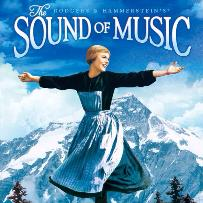 RODGERS & HAMMERSTEIN'S
The
SOUND OF MUSIC